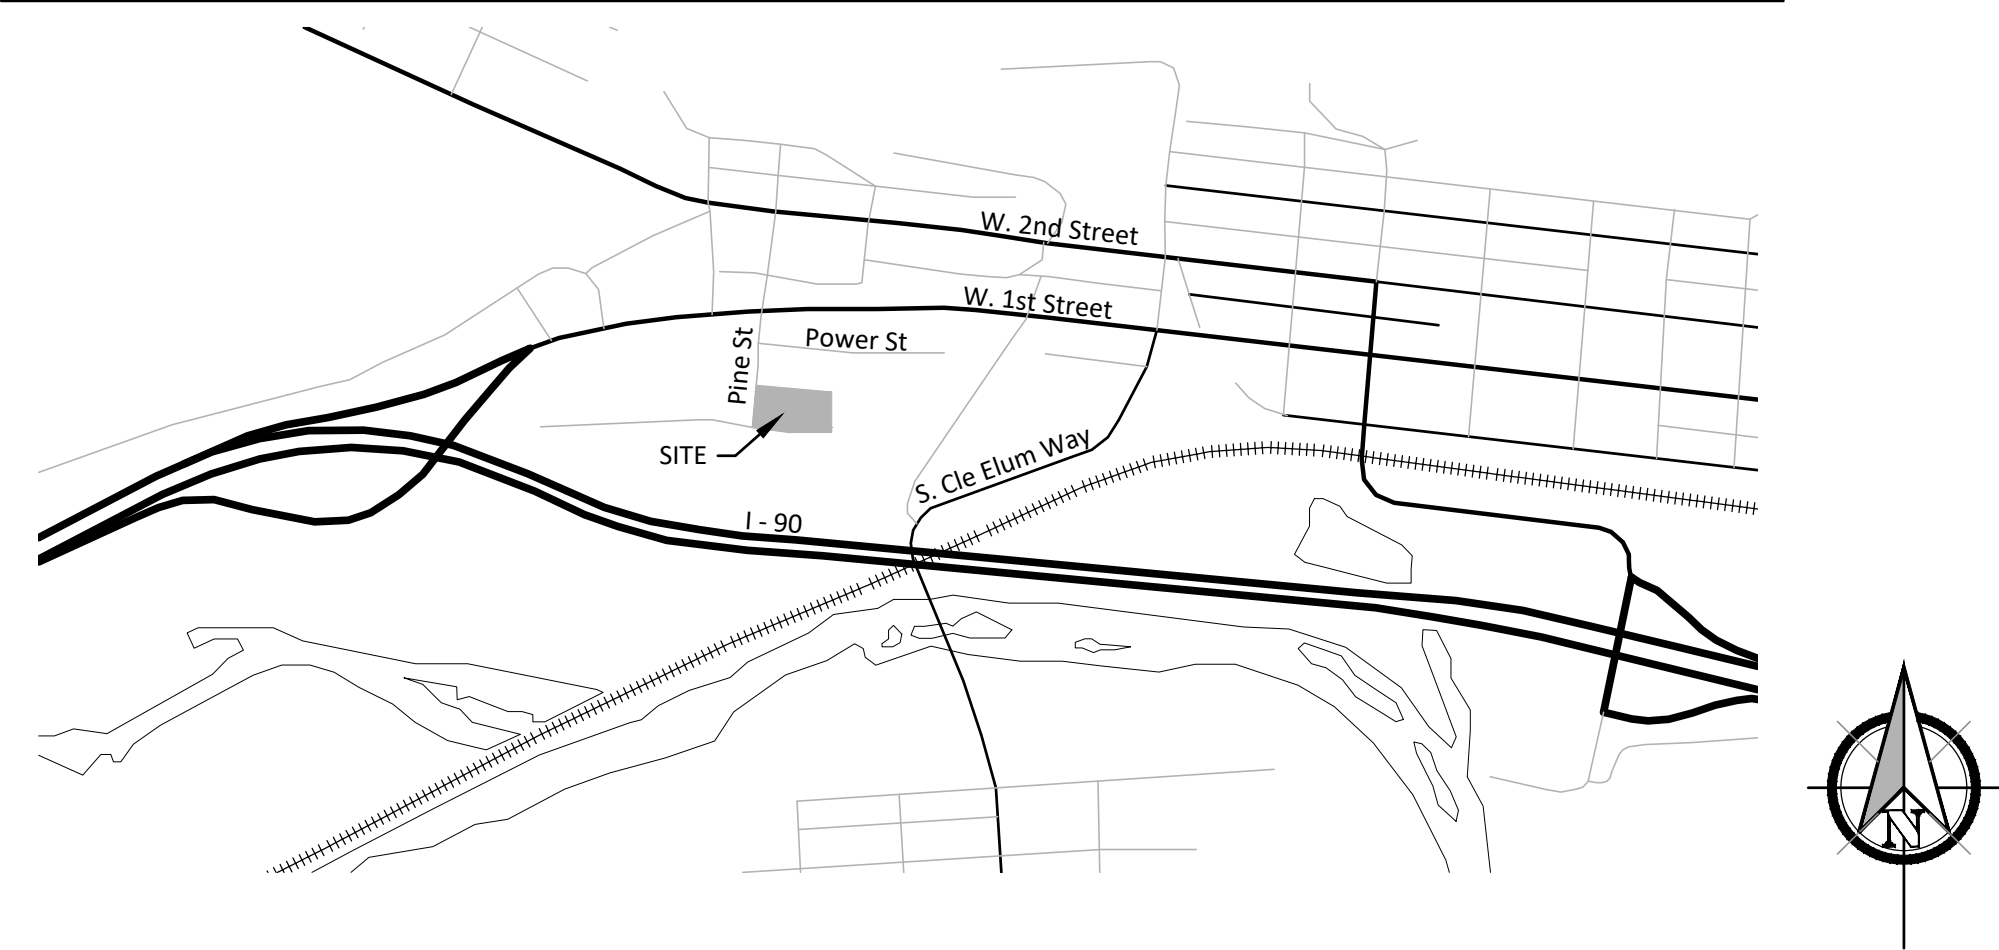 W. 2nd Street
W. 1st Street
Pine St
Power St
SITE
S. Cle Elum Way
I - 90
N